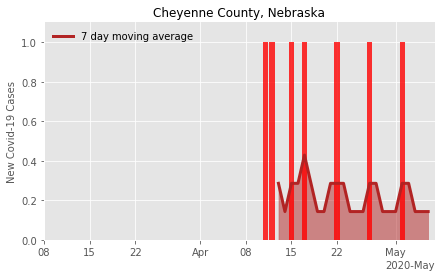 Cheyenne County, Nebraska
7 day moving average
New Covid-19 Cases
1.0
0.8
0.6
0.4
0.2
0.0
08 15 22 Apr 08 15 22 May
2020-May